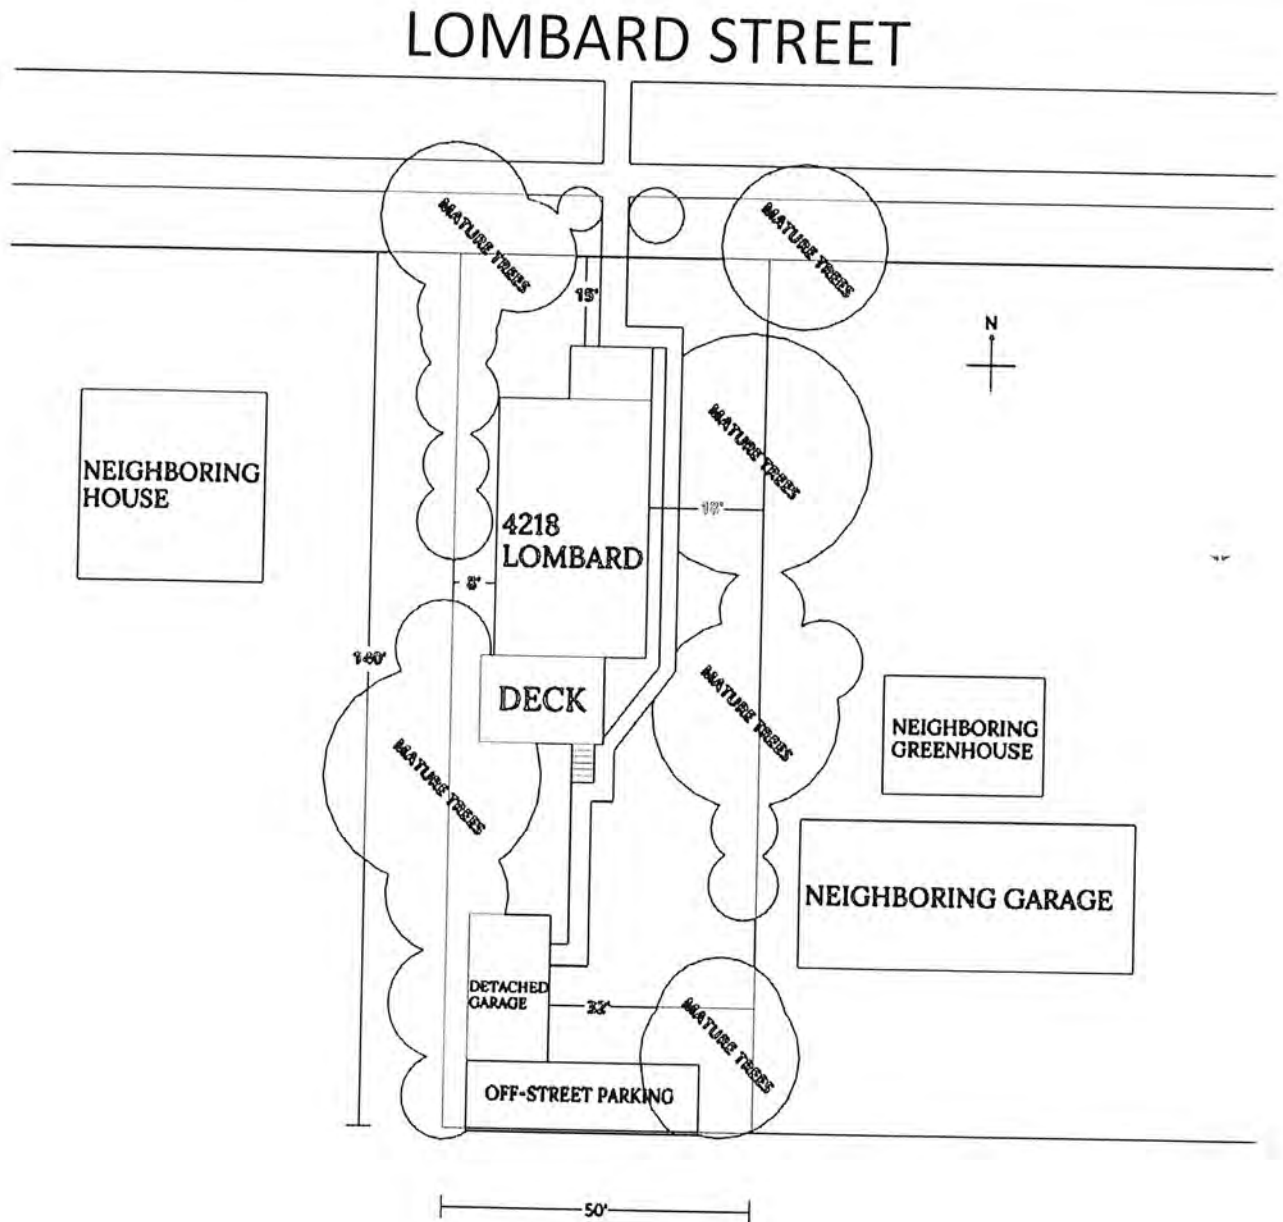 LOMBARD STREET
MATURE TREES
MATURE TREES
15'
N
MATURE TREES
NEIGHBORING
HOUSE
4218
LOMBARD
8'
140'
DECK
MATURE TREES
NEIGHBORING
GREENHOUSE
MATURE TREES
NEIGHBORING GARAGE
DETACHED
GARAGE
33'
MATURE TREES
OFF-STREET PARKING
50'